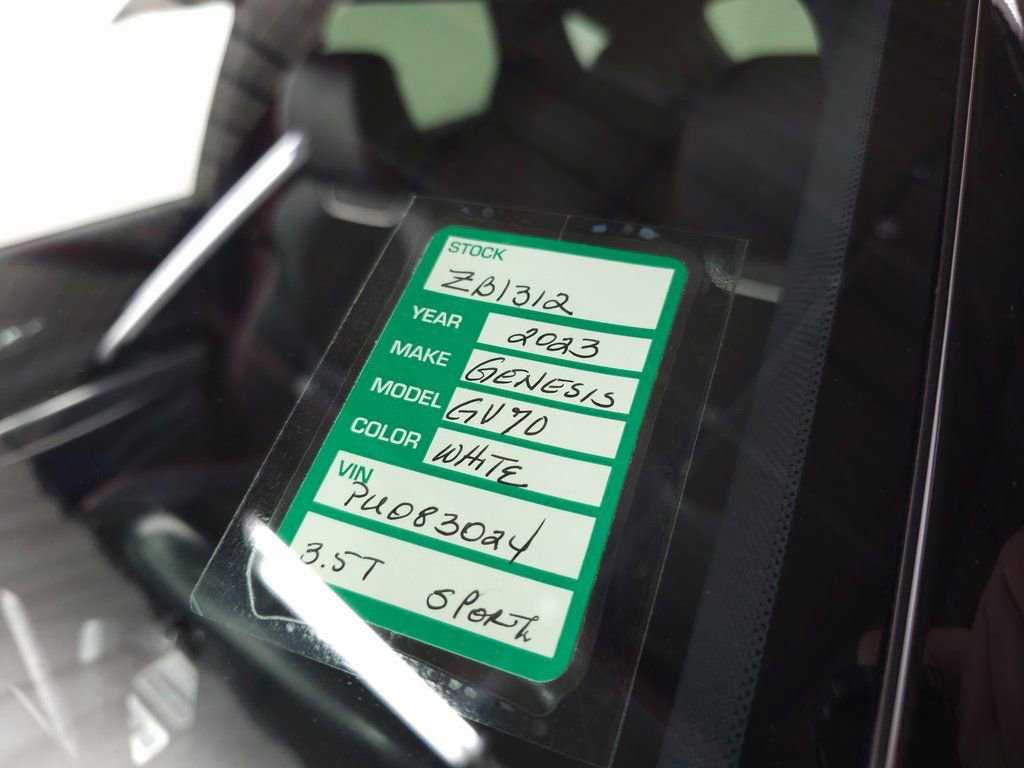 STOCK
ZB1312
YEAR 2023
MAKE GENESIS
MODEL GV70
COLOR WHITE
VIN
PU083024
3.5T SPORT